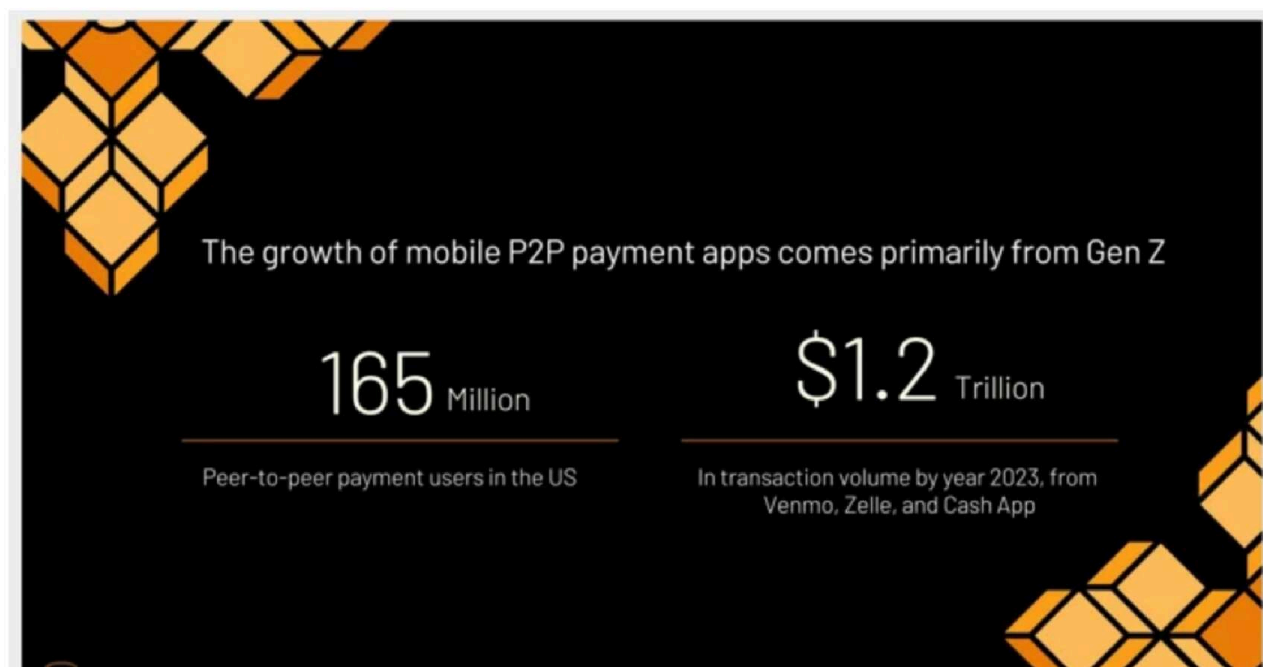 The growth of mobile P2P payment apps comes primarily from Gen Z
165 Million
Peer-to-peer payment users in the US
$1.2 Trillion
In transaction volume by year 2023, from
Venmo, Zelle, and Cash App